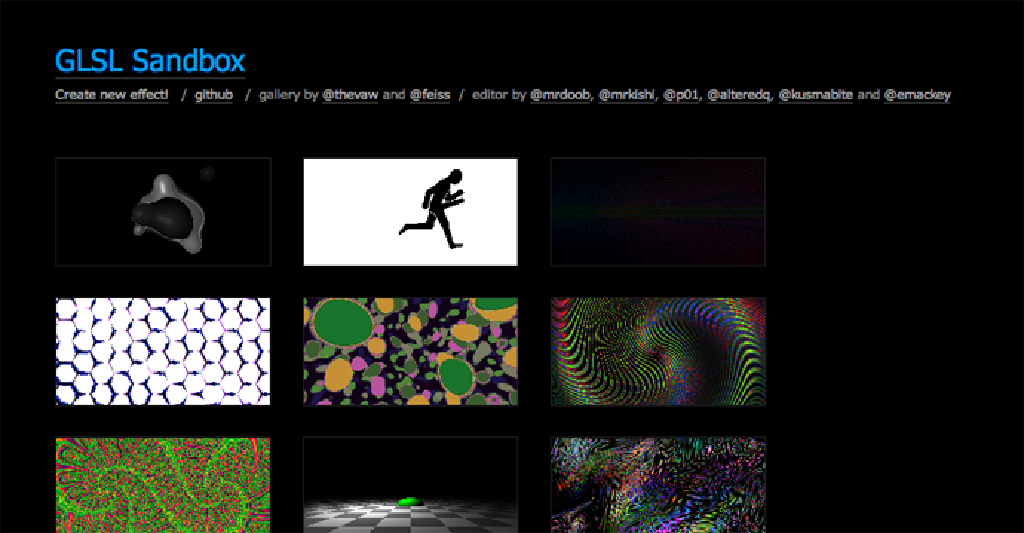 GLSL Sandbox
Create new effect! / github / gallery by @thevaw and @feiss / editor by @mrdoob, @mrkishi, @p01, @alteredq, @kusmabite and @emackey